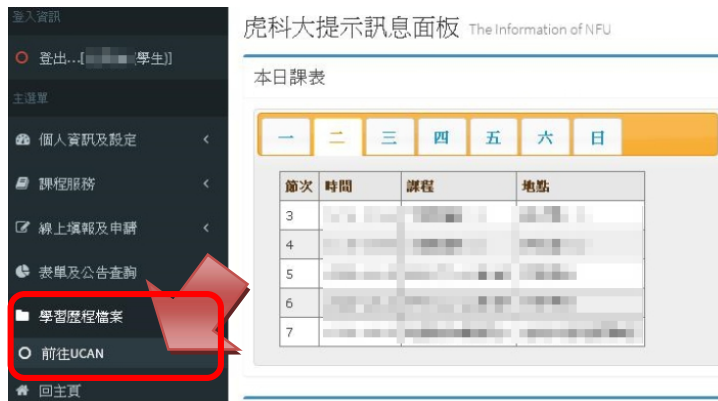 登入資訊
登出...[ (學生)]
主選單
個人資訊及設定
課程服務
線上填報及申請
表單及公告查詢
學習歷程檔案
前往UCAN
回主頁
虎科大提示訊息面板 The Information of NFU
本日課表
一 二 三 四 五 六 日
節次 時間 課程 地點
3
4
5
6
7